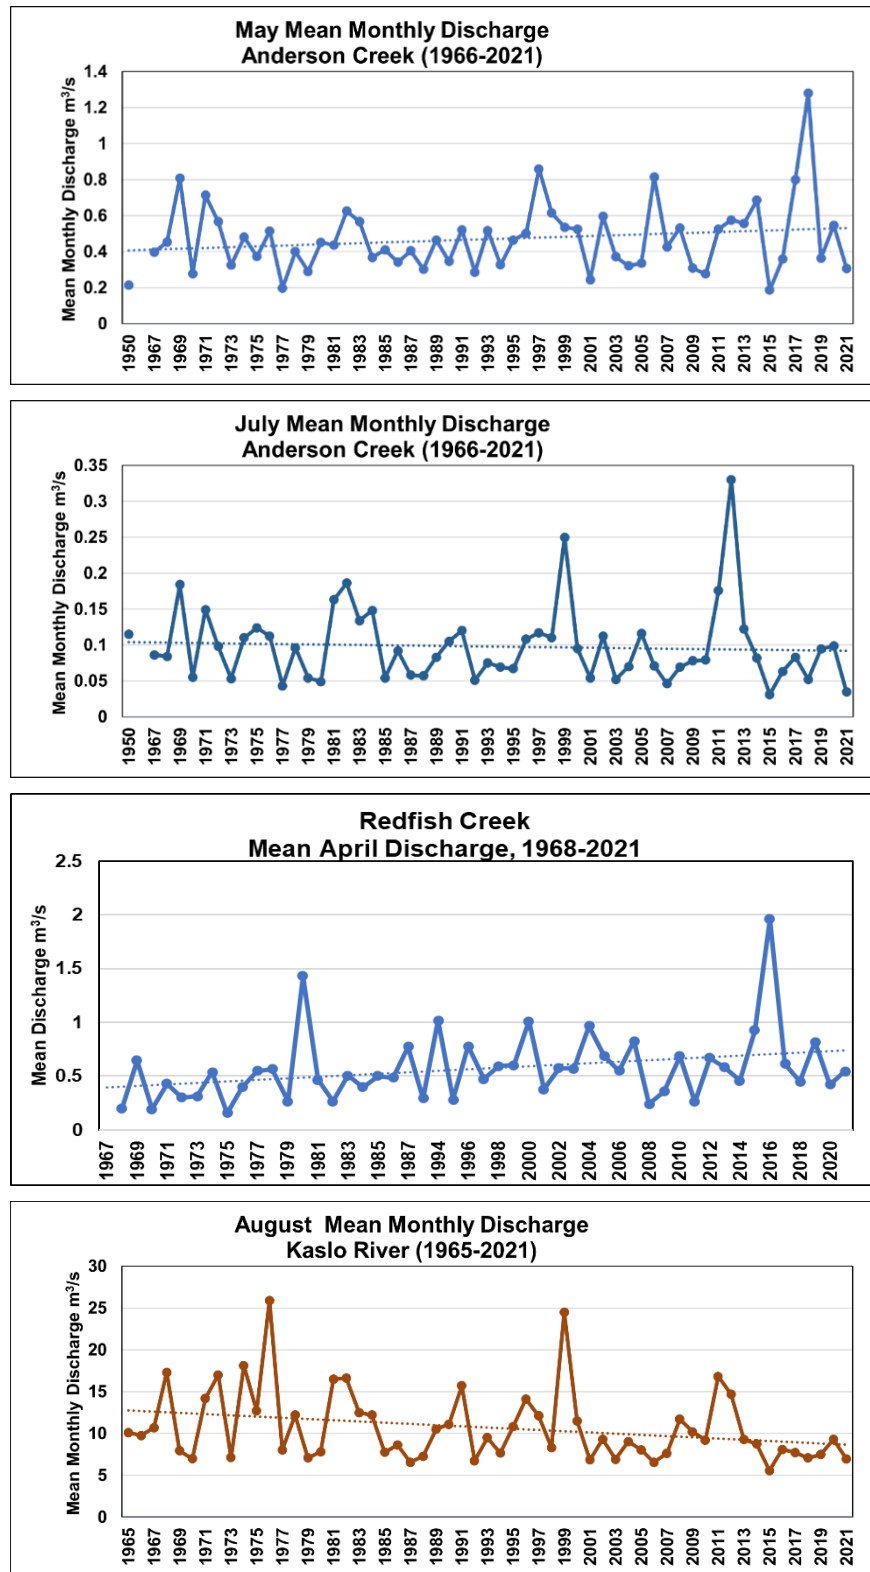 May Mean Monthly Discharge
Anderson Creek (1966-2021)
Mean Monthly Discharge m³/s
1.4
1.2
1
0.8
0.6
0.4
0.2
0
1950 1967 1969 1971 1973 1975 1977 1979 1981 1983 1985 1987 1989 1991 1993 1995 1997 1999 2001 2003 2005 2007 2009 2011 2013 2015 2017 2019 2021
July Mean Monthly Discharge
Anderson Creek (1966-2021)
Mean Monthly Discharge m³/s
0.35
0.3
0.25
0.2
0.15
0.1
0.05
0
1950 1967 1969 1971 1973 1975 1977 1979 1981 1983 1985 1987 1989 1991 1993 1995 1997 1999 2001 2003 2005 2007 2009 2011 2013 2015 2017 2019 2021
Redfish Creek
Mean April Discharge, 1968-2021
Mean Discharge m³/s
2.5
2
1.5
1
0.5
0
1967 1969 1971 1973 1975 1977 1979 1981 1983 1985 1987 1994 1996 1998 2000 2002 2004 2006 2008 2010 2012 2014 2016 2018 2020
August Mean Monthly Discharge
Kaslo River (1965-2021)
Mean Monthly Discharge m³/s
30
25
20
15
10
5
0
1965 1967 1969 1971 1973 1975 1977 1979 1981 1983 1985 1987 1989 1991 1993 1995 1997 1999 2001 2003 2005 2007 2009 2011 2013 2015 2017 2019 2021